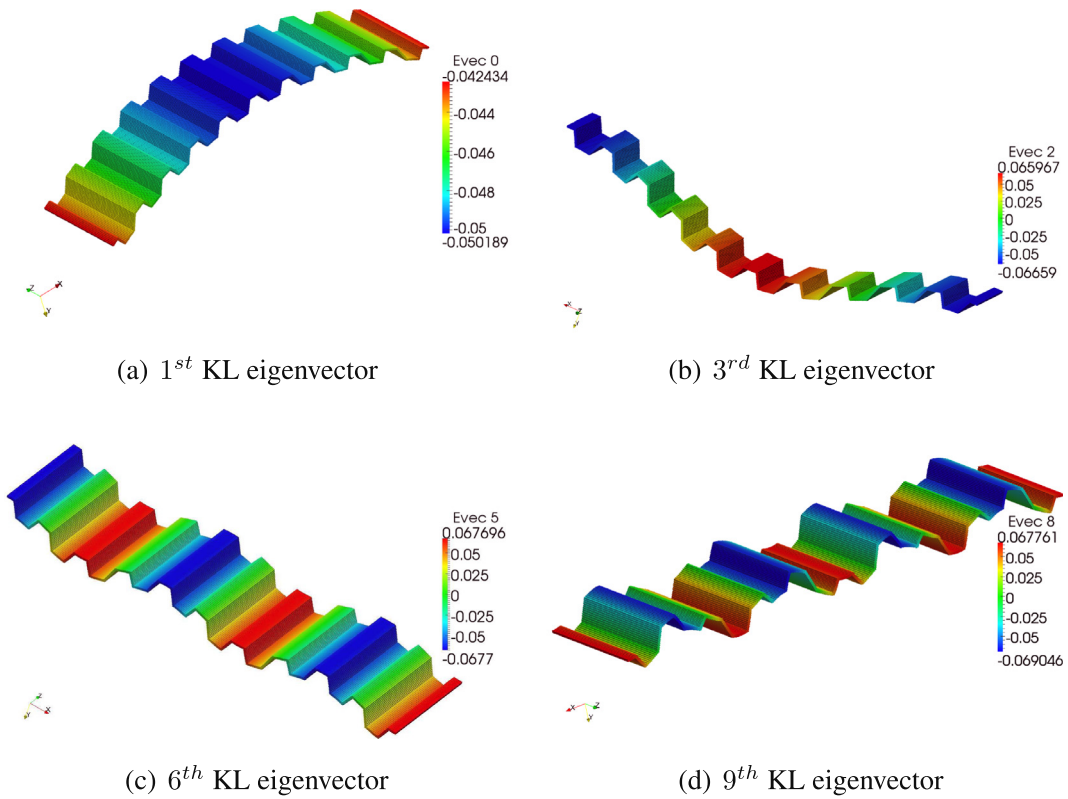 Evec 0
-0.042434
-0.044
-0.046
-0.048
-0.05
-0.050189
Z X
Y
(a) 1st KL eigenvector
Evec 2
0.065967
0.05
0.025
0
-0.025
-0.05
-0.06659
X
Z
Y
(b) 3rd KL eigenvector
Evec 5
0.067696
0.05
0.025
0
-0.025
-0.05
-0.0677
Z
Y X
(c) 6th KL eigenvector
Evec 8
0.067761
0.05
0.025
0
-0.025
-0.05
-0.069046
X Z
Y
(d) 9th KL eigenvector